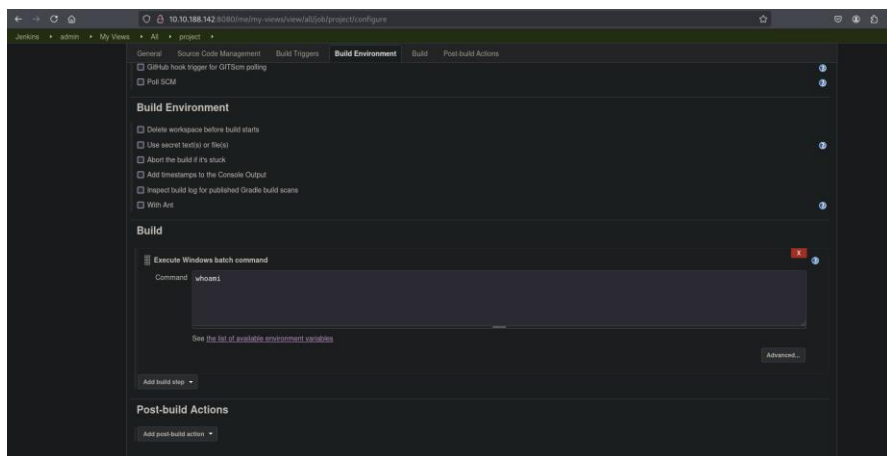 10.10.188.142:8080/me/my-views/view/all/job/project/configure
Jenkins admin My Views All project
General Source Code Management Build Triggers Build Environment Build Post-build Actions
GitHub hook trigger for GITScm polling
Poll SCM
Build Environment
Delete workspace before build starts
Use secret text(s) or file(s)
Abort the build if it's stuck
Add timestamps to the Console Output
Inspect build log for published Gradle build scans
With Ant
Build
X
Execute Windows batch command
Command whoami
See the list of available environment variables
Advanced...
Add build step
Post-build Actions
Add post-build action